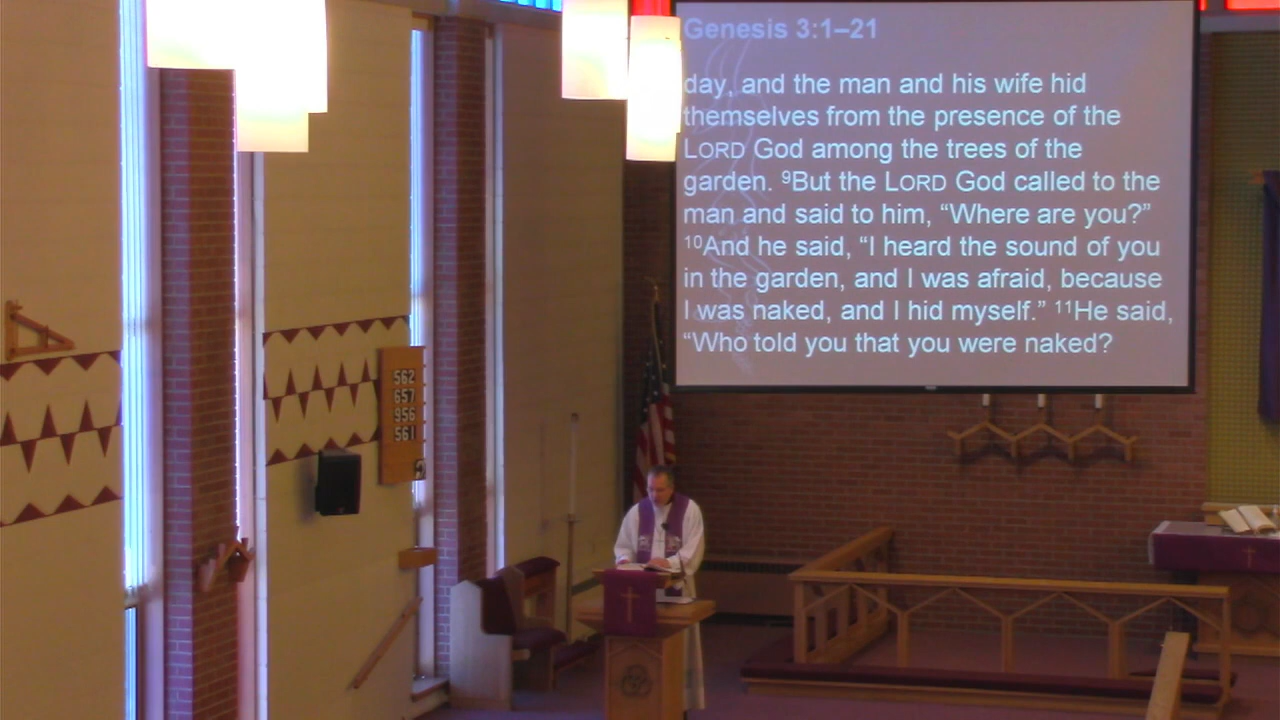 Genesis 3:1–21
day, and the man and his wife hid
themselves from the presence of the
LORD God among the trees of the
garden. ⁹But the LORD God called to the
man and said to him, “Where are you?”
¹⁰And he said, “I heard the sound of you
in the garden, and I was afraid, because
I was naked, and I hid myself.” ¹¹He said,
“Who told you that you were naked?
562
657
956
561